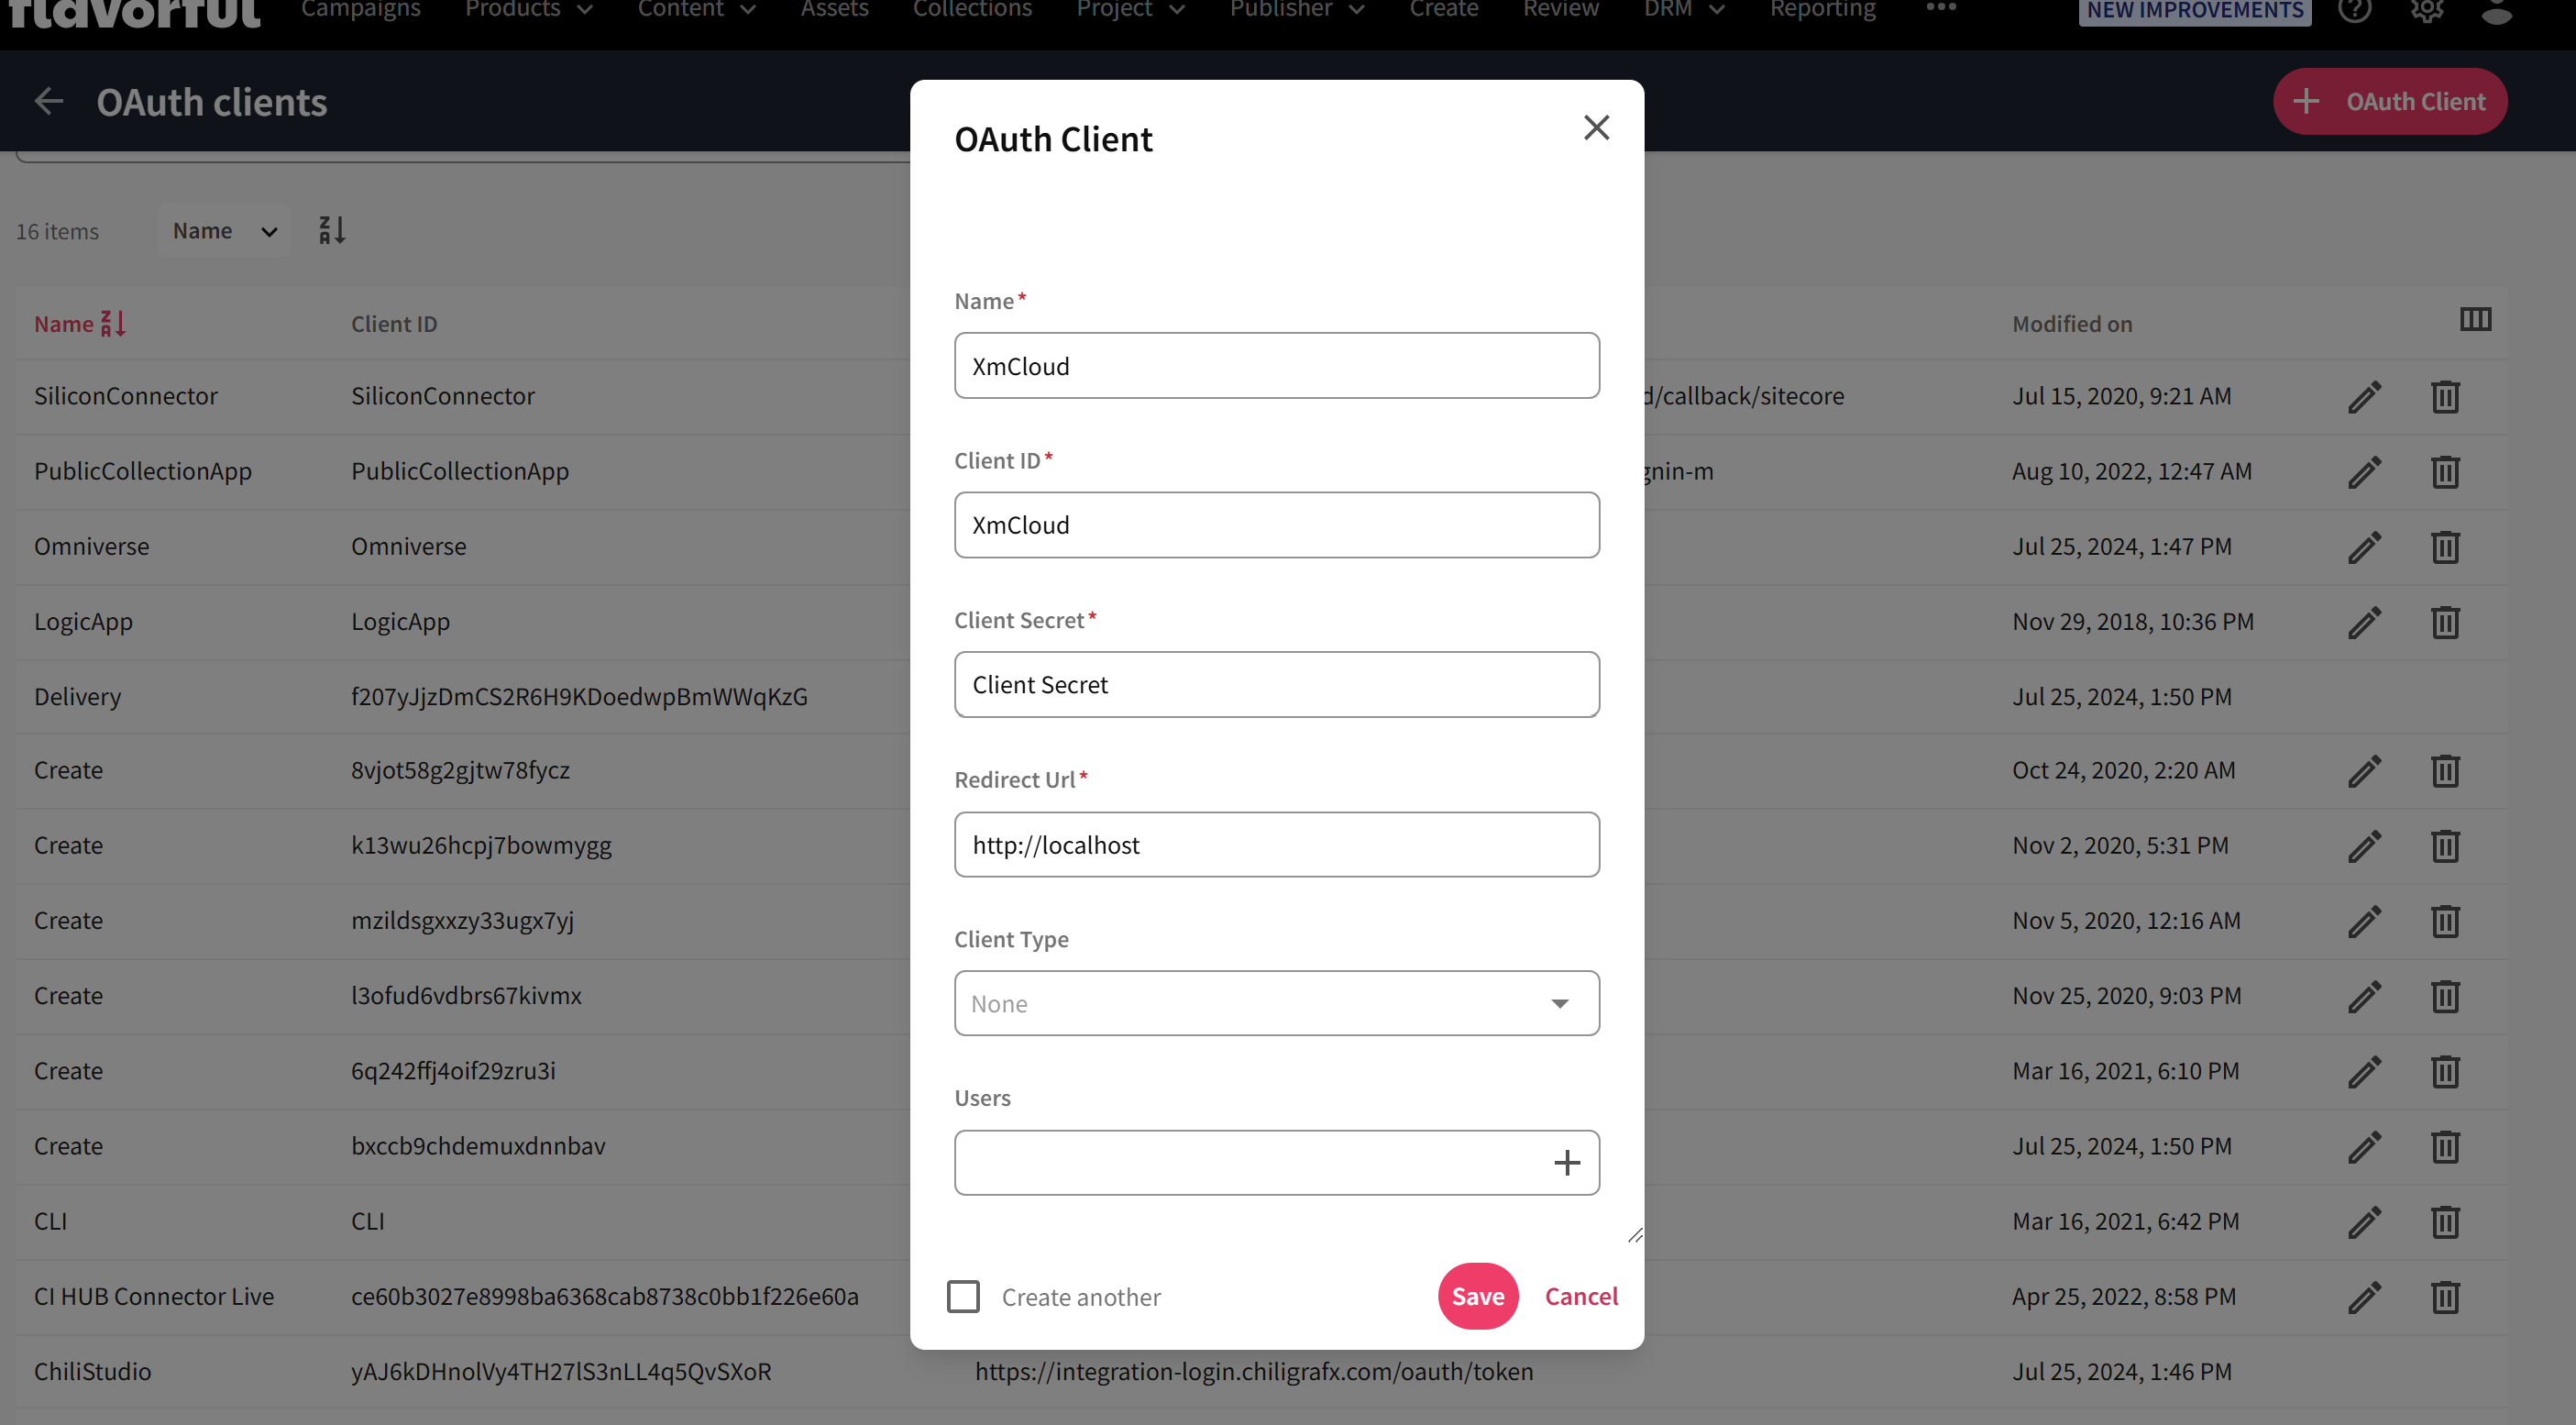 flavorful Campaigns Products Content Assets Collections Project Publisher Create Review DRM Reporting NEW IMPROVEMENTS
OAuth clients
OAuth Client
16 items Name
Name Client ID Modified on
SiliconConnector SiliconConnector d/callback/sitecore Jul 15, 2020, 9:21 AM
PublicCollectionApp PublicCollectionApp gnin-m Aug 10, 2022, 12:47 AM
Omniverse Omniverse Jul 25, 2024, 1:47 PM
LogicApp LogicApp Nov 29, 2018, 10:36 PM
Delivery f207yJjzDmCS2R6H9KDoedwpBmWWqKzG Jul 25, 2024, 1:50 PM
Create 8vjot58g2gjtw78fycz Oct 24, 2020, 2:20 AM
Create k13wu26hcpj7bowmygg Nov 2, 2020, 5:31 PM
Create mzildsgxxzy33ugx7yj Nov 5, 2020, 12:16 AM
Create l3ofud6vdbrs67kivmx Nov 25, 2020, 9:03 PM
Create 6q242ffj4oif29zru3i Mar 16, 2021, 6:10 PM
Create bxccb9chdemuxdnnbav Jul 25, 2024, 1:50 PM
CLI CLI Mar 16, 2021, 6:42 PM
CI HUB Connector Live ce60b3027e8998ba6368cab8738c0bb1f226e60a Apr 25, 2022, 8:58 PM
ChiliStudio yAJ6kDHnolVy4TH27lS3nLL4q5QvSXoR https://integration-login.chiligrafx.com/oauth/token Jul 25, 2024, 1:46 PM
OAuth Client
Name*
XmCloud
Client ID*
XmCloud
Client Secret*
Client Secret
Redirect Url*
http://localhost
Client Type
None
Users
Create another Save Cancel